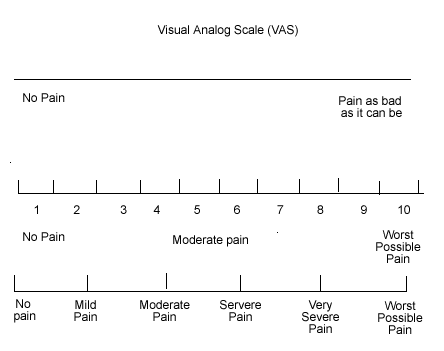 Visual Analog Scale (VAS)
No Pain
Pain as bad
as it can be
1 2 3 4 5 6 7 8 9 10
No Pain
Moderate pain
Worst
Possible
Pain
No
pain
Mild
Pain
Moderate
Pain
Servere
Pain
Very
Severe
Pain
Worst
Possible
Pain